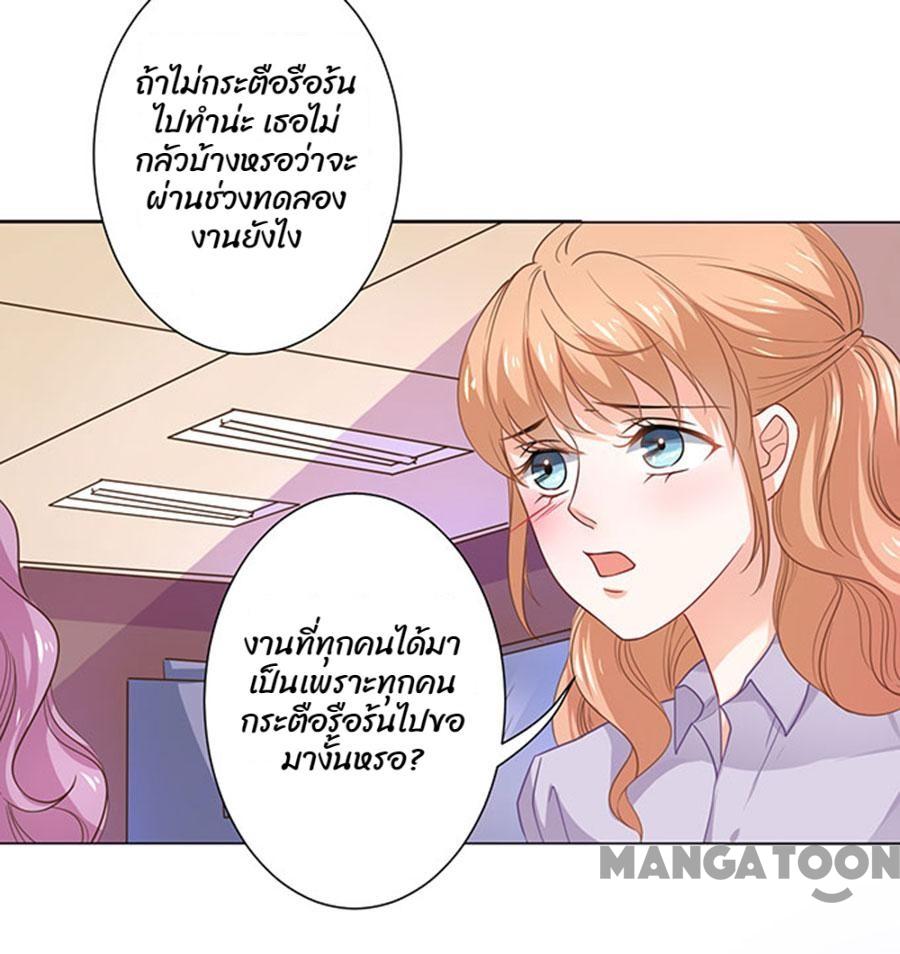 ถ้าไม่กระตือรือร้น
ไปทำน่ะ เธอไม่
กลัวบ้างหรอว่าจะ
ผ่านช่วงทดลอง
งานยังไง
งานที่ทุกคนได้มา
เป็นเพราะทุกคน
กระตือรือร้นไปขอ
มางั้นหรอ?
MANGATOON